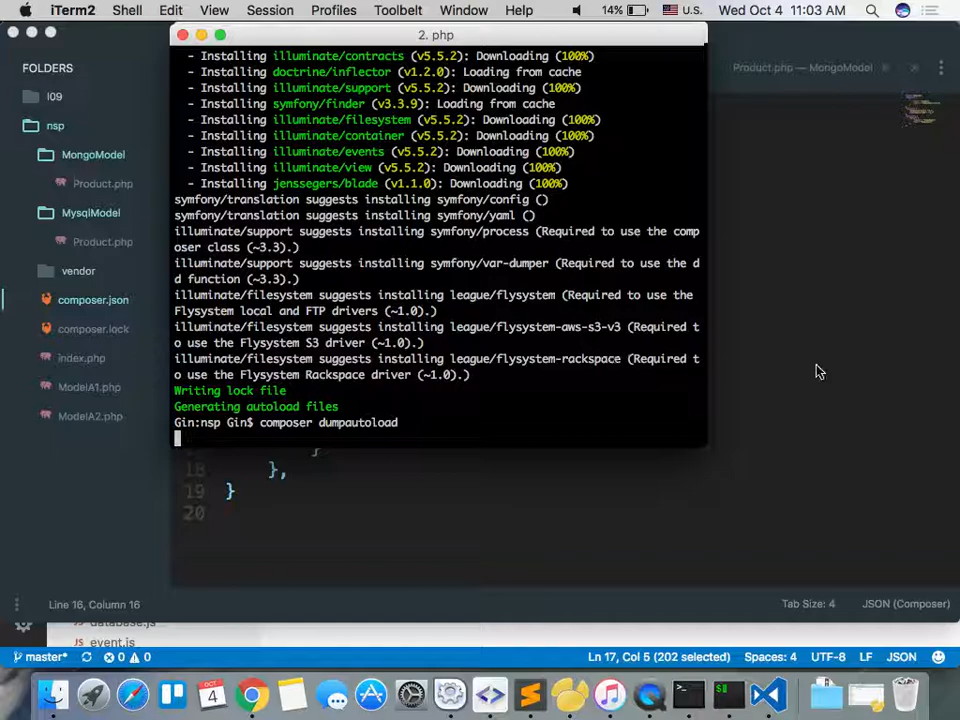 iTerm2 Shell Edit View Session Profiles Toolbelt Window Help 14% U.S. Wed Oct 4 11:03 AM
2. php
FOLDERS
l09
nsp
MongoModel
Product.php
MysqlModel
Product.php
vendor
composer.json
composer.lock
index.php
ModelA1.php
ModelA2.php
Product.php — MongoModel
- Installing illuminate/contracts (v5.5.2): Downloading (100%)
- Installing doctrine/inflector (v1.2.0): Loading from cache
- Installing illuminate/support (v5.5.2): Downloading (100%)
- Installing symfony/finder (v3.3.9): Loading from cache
- Installing illuminate/filesystem (v5.5.2): Downloading (100%)
- Installing illuminate/container (v5.5.2): Downloading (100%)
- Installing illuminate/events (v5.5.2): Downloading (100%)
- Installing illuminate/view (v5.5.2): Downloading (100%)
- Installing jenssegers/blade (v1.1.0): Downloading (100%)
symfony/translation suggests installing symfony/config ()
symfony/translation suggests installing symfony/yaml ()
illuminate/support suggests installing symfony/process (Required to use the comp
oser class (~3.3).)
illuminate/support suggests installing symfony/var-dumper (Required to use the d
d function (~3.3).)
illuminate/filesystem suggests installing league/flysystem (Required to use the
Flysystem local and FTP drivers (~1.0).)
illuminate/filesystem suggests installing league/flysystem-aws-s3-v3 (Required t
o use the Flysystem S3 driver (~1.0).)
illuminate/filesystem suggests installing league/flysystem-rackspace (Required t
o use the Flysystem Rackspace driver (~1.0).)
Writing lock file
Generating autoload files
Gin:nsp Gin$ composer dumpautoload
}
18 },
19 }
20
Line 16, Column 16 Tab Size: 4 JSON (Composer)
database.js
JS event.js
master* 0 0 Ln 17, Col 5 (202 selected) Spaces: 4 UTF-8 LF JSON
OCT
4